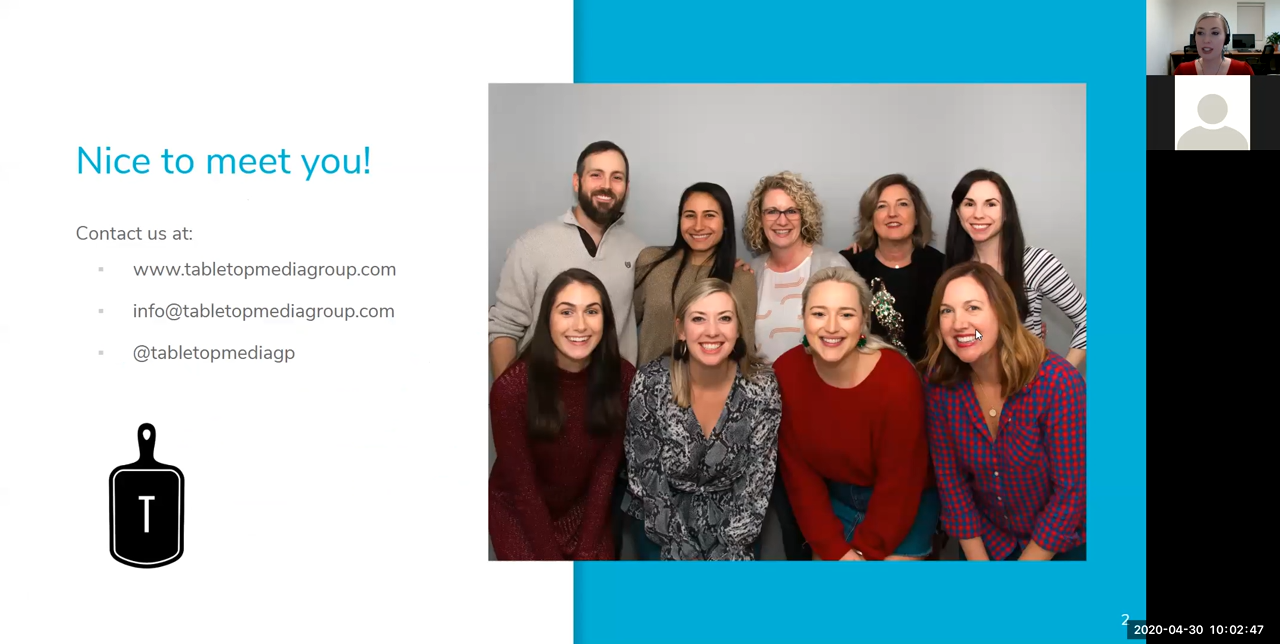 Nice to meet you!
Contact us at:
www.tabletopmediagroup.com
info@tabletopmediagroup.com
@tabletopmediagp
T
2
2020-04-30 10:02:47